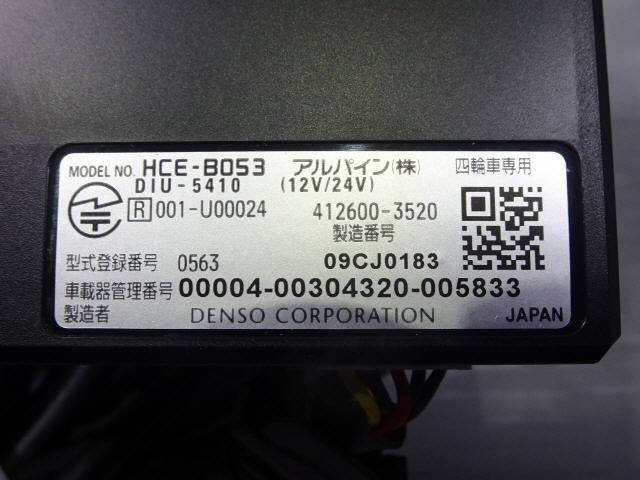 MODEL NO. HCE-B053 アルパイン(株) 四輪車専用
DIU-5410 (12V/24V)
R 001-U00024 412600-3520
製造番号
型式登録番号 0563 09CJ0183
車載器管理番号 00004-00304320-005833
製造者 DENSO CORPORATION JAPAN